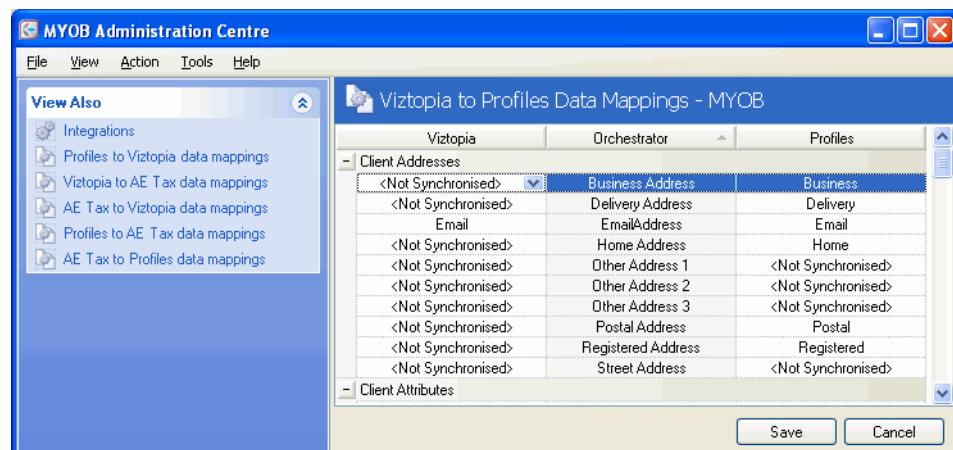 MYOB Administration Centre
File View Action Tools Help
View Also
Integrations
Profiles to Viztopia data mappings
Viztopia to AE Tax data mappings
AE Tax to Viztopia data mappings
Profiles to AE Tax data mappings
AE Tax to Profiles data mappings
Viztopia to Profiles Data Mappings - MYOB
Viztopia Orchestrator Profiles
Client Addresses
<Not Synchronised> Business Address Business
<Not Synchronised> Delivery Address Delivery
Email EmailAddress Email
<Not Synchronised> Home Address Home
<Not Synchronised> Other Address 1 <Not Synchronised>
<Not Synchronised> Other Address 2 <Not Synchronised>
<Not Synchronised> Other Address 3 <Not Synchronised>
<Not Synchronised> Postal Address Postal
<Not Synchronised> Registered Address Registered
<Not Synchronised> Street Address <Not Synchronised>
Client Attributes
Save Cancel